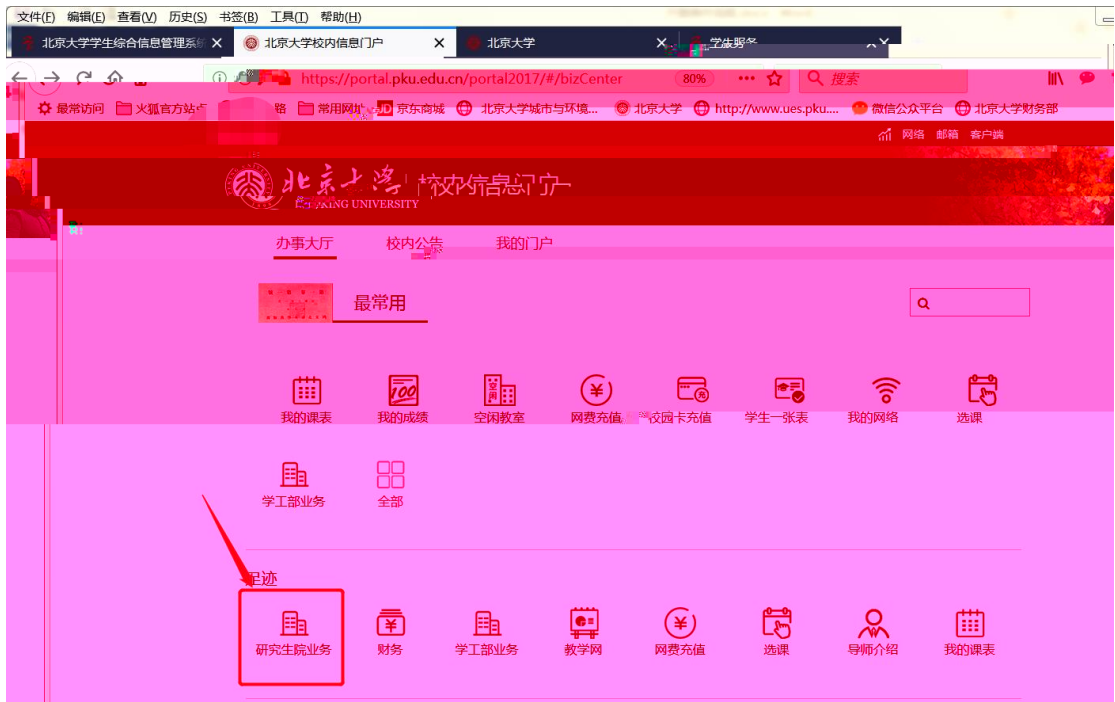 文件(F) 编辑(E) 查看(V) 历史(S) 书签(B) 工具(T) 帮助(H)
北京大学学生综合信息管理系统 北京大学校内信息门户 北京大学
https://portal.pku.edu.cn/portal2017/#/bizCenter 80% 搜索
最常访问 火狐官方站点 常用网址 京东商城 北京大学城市与环境... 北京大学 http://www.ues.pku.... 微信公众平台 北京大学财务部
网络 邮箱 客户端
北京大学 校内信息门户
UNIVERSITY
办事大厅 校内公告 我的门户
最常用
我的课表 我的成绩 空闲教室 网费充值 校园卡充值 学生一张表 我的网络 选课
学工部业务 全部
足迹
研究生院业务 财务 学工部业务 教学网 网费充值 选课 导师介绍 我的课表